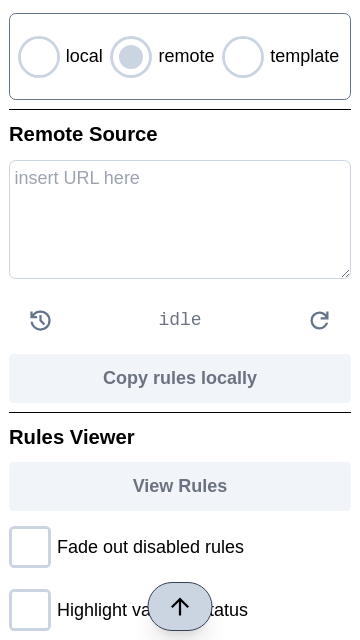 local remote template
Remote Source
insert URL here
idle
Copy rules locally
Rules Viewer
View Rules
Fade out disabled rules
Highlight va tatus